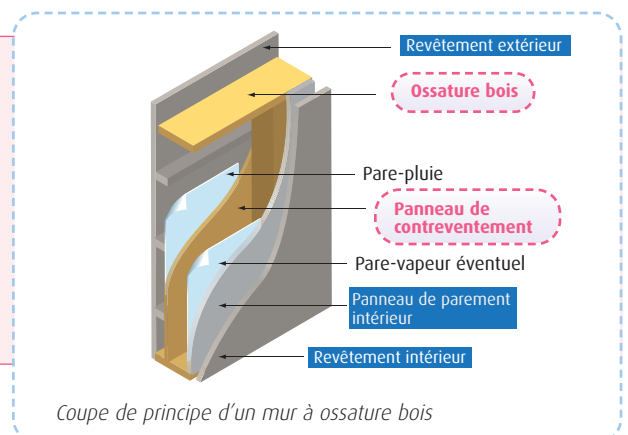 Revêtement extérieur
Ossature bois
Pare-pluie
Panneau de
contreventement
Pare-vapeur éventuel
Panneau de parement
intérieur
Revêtement intérieur
Coupe de principe d'un mur à ossature bois